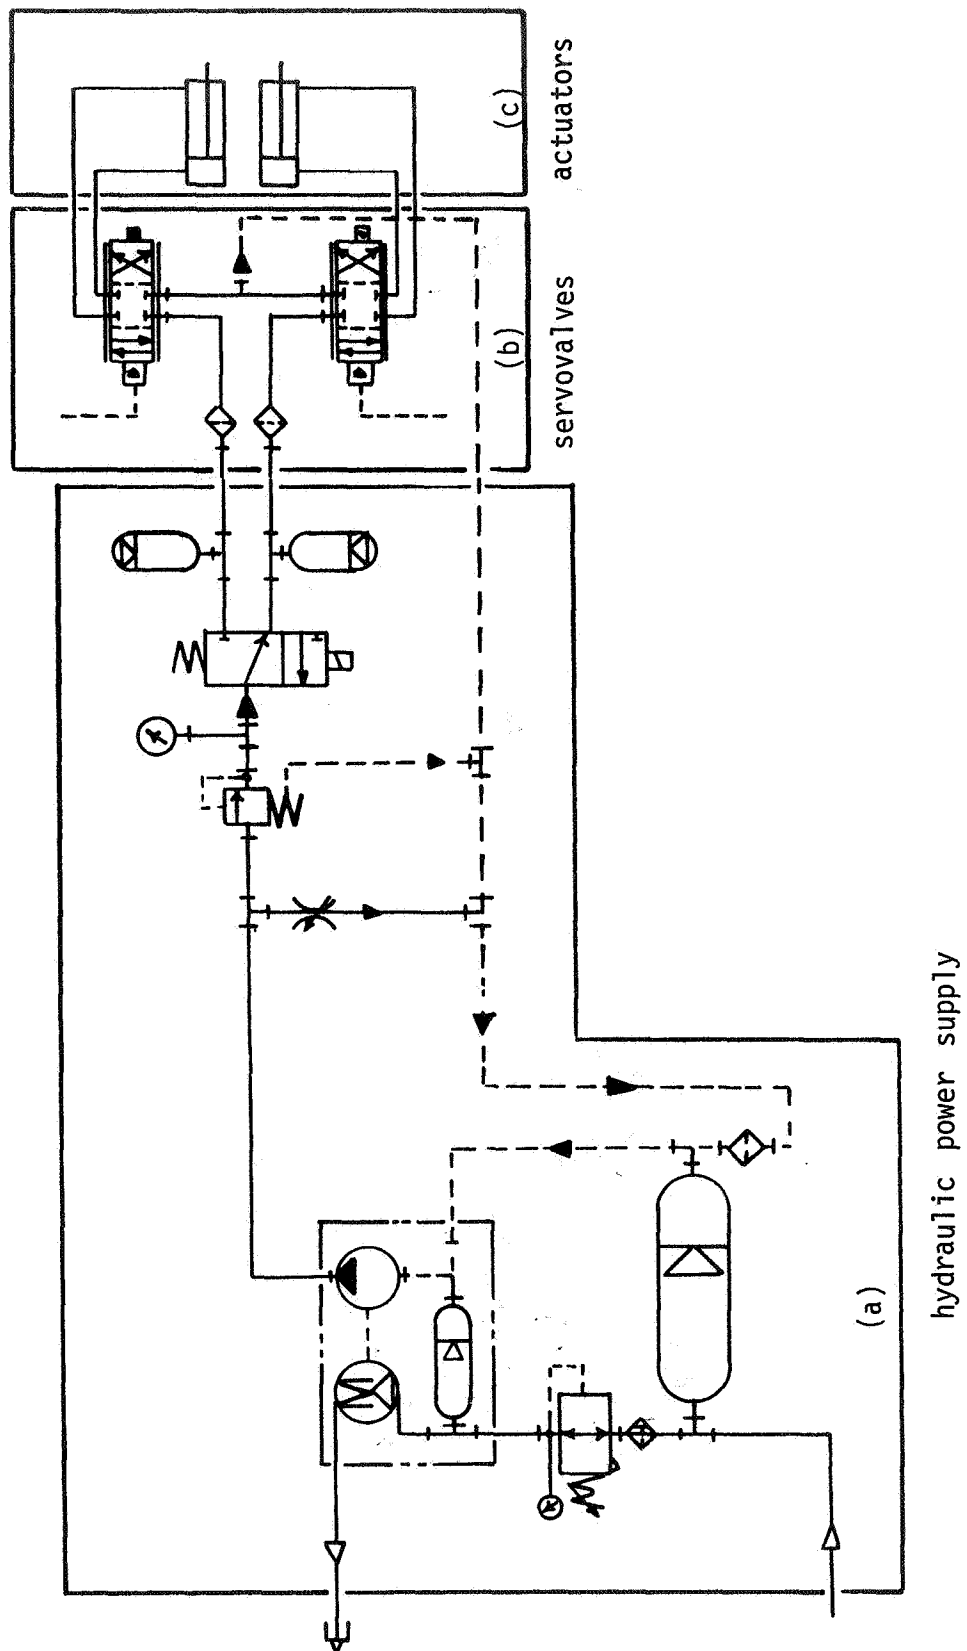 (c)
actuators
(b)
servovalves
(a)
hydraulic power supply